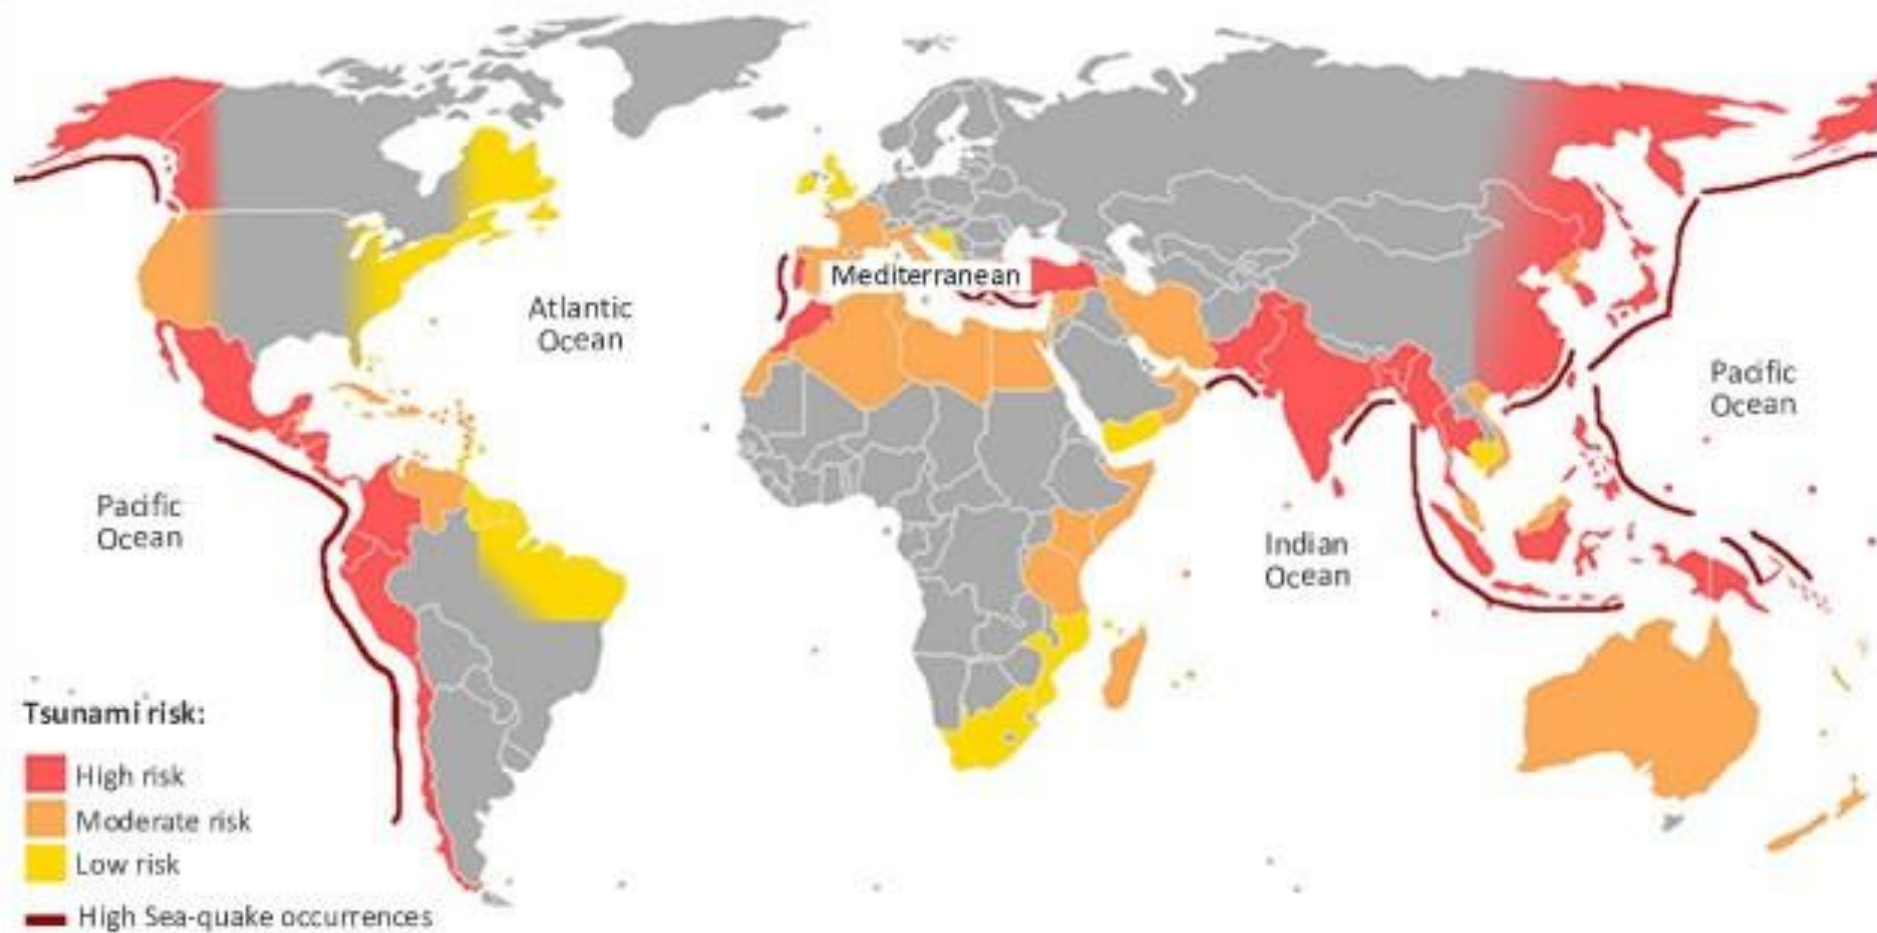 Mediterranean
Atlantic
Ocean
Pacific
Ocean
Pacific
Ocean
Indian
Ocean
Tsunami risk:
High risk
Moderate risk
Low risk
High Sea-quake occurrences